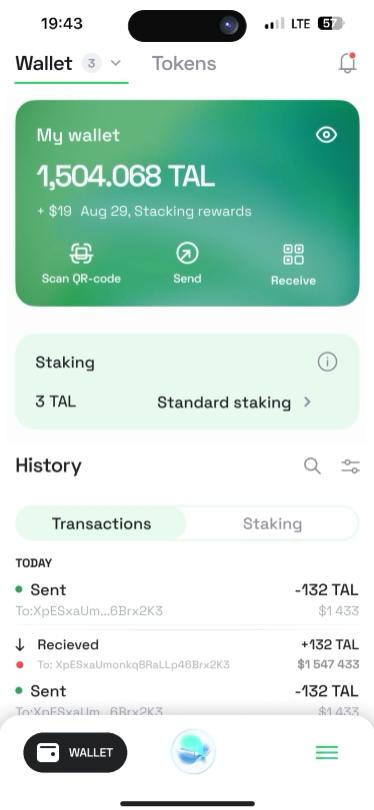 19:43 LTE 57
Wallet 3 Tokens
My wallet
1,504.068 TAL
+ $19 Aug 29, Stacking rewards
Scan QR-code Send Receive
Staking
3 TAL Standard staking
History
Transactions Staking
TODAY
Sent -132 TAL
To:XpESxaUm...6Brx2K3 $1 433
Recieved +132 TAL
To: XpESxaUmonkq8RaLLp46Brx2K3 $1 547 433
Sent -132 TAL
To:XpESxaUm...6Brx2K3 $1 433
WALLET